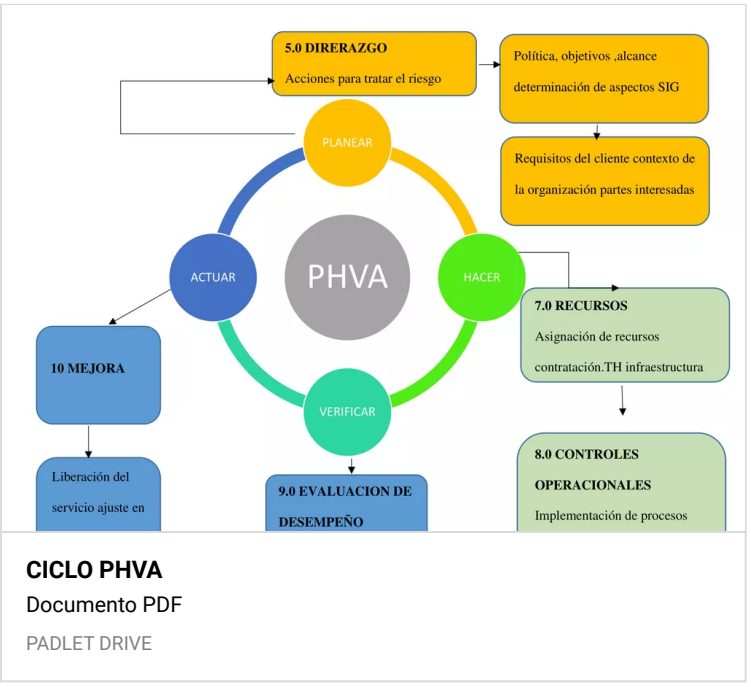 5.0 DIRERAZGO
Acciones para tratar el riesgo
Política, objetivos ,alcance
determinación de aspectos SIG
Requisitos del cliente contexto de
la organización partes interesadas
PLANEAR
ACTUAR
PHVA
HACER
VERIFICAR
7.0 RECURSOS
Asignación de recursos
contratación.TH infraestructura
8.0 CONTROLES
OPERACIONALES
Implementación de procesos
9.0 EVALUACION DE
DESEMPEÑO
10 MEJORA
Liberación del
servicio ajuste en
CICLO PHVA
Documento PDF
PADLET DRIVE